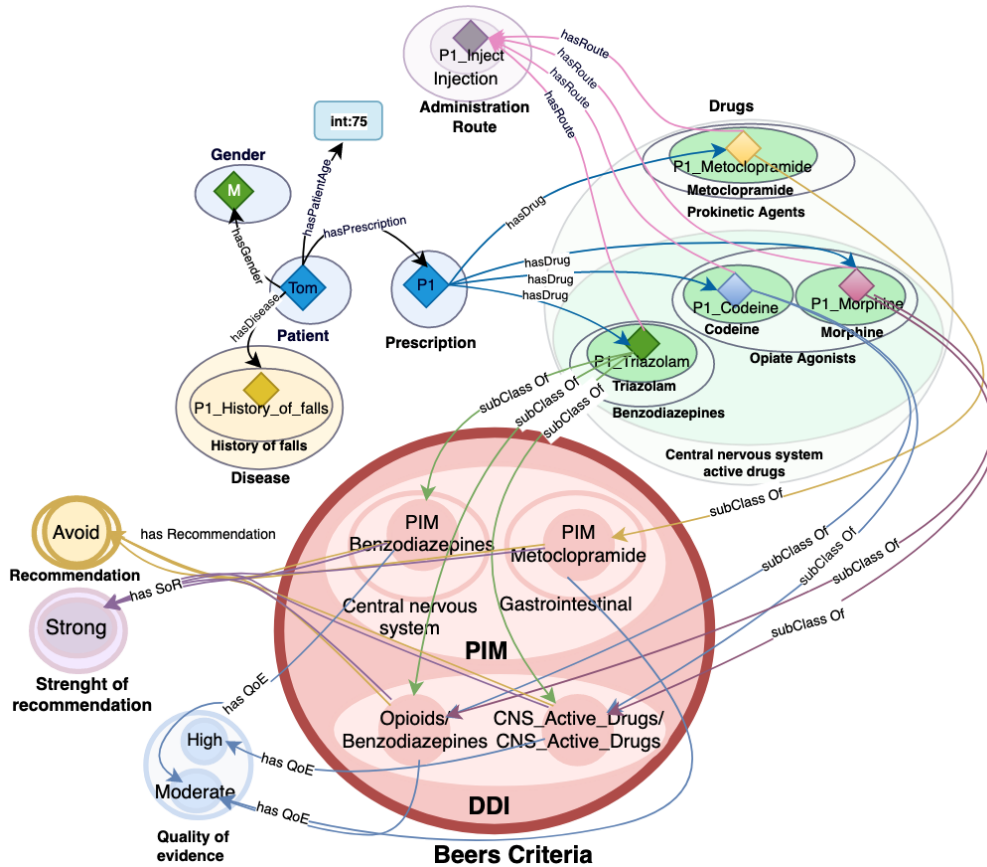 hasRoute
P1_Inject
Injection
hasRoute
hasRoute
Administration
Route
hasRoute
Drugs
int:75
Gender
M
hasPatientAge
P1_Metoclopramide
Metoclopramide
Prokinetic Agents
hasGender
hasPrescription
hasDrug
Tom
P1
hasDrug
hasDrug
hasDrug
P1_Codeine
Codeine
P1_Morphine
Morphine
Opiate Agonists
hasDisease
Patient
Prescription
P1_Triazolam
Triazolam
Benzodiazepines
P1_History_of_falls
History of falls
Disease
subClass Of
subClass Of
subClass Of
Central nervous system
active drugs
subClass Of
Avoid
Recommendation
has Recommendation
PIM
Benzodiazepines
PIM
Metoclopramide
subClass Of
subClass Of
subClass Of
subClass Of
has SoR
Strong
Strenght of
recommendation
Central nervous
system
Gastrointestinal
PIM
has QoE
High
Moderate
has QoE
has QoE
Quality of
evidence
Opioids/
Benzodiazepines
CNS_Active_Drugs/
CNS_Active_Drugs
DDI
Beers Criteria